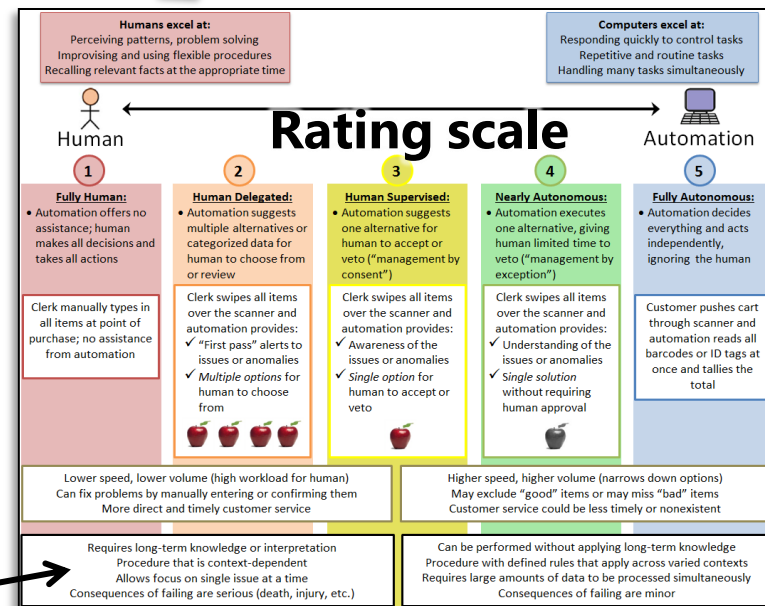 Humans excel at:
Perceiving patterns, problem solving
Improvising and using flexible procedures
Recalling relevant facts at the appropriate time
Computers excel at:
Responding quickly to control tasks
Repetitive and routine tasks
Handling many tasks simultaneously
Human
Rating scale
Automation
1
Fully Human:
• Automation offers no
assistance; human
makes all decisions and
takes all actions
Clerk manually types in
all items at point of
purchase; no assistance
from automation
2
Human Delegated:
• Automation suggests
multiple alternatives or
categorized data for
human to choose from
or review
Clerk swipes all items
over the scanner and
automation provides:
✓ "First pass" alerts to
issues or anomalies
✓ Multiple options for
human to choose
from
3
Human Supervised:
• Automation suggests
one alternative for
human to accept or
veto ("management by
consent")
Clerk swipes all items
over the scanner and
automation provides:
✓ Awareness of the
issues or anomalies
✓ Single option for
human to accept or
veto
4
Nearly Autonomous:
• Automation executes
one alternative, giving
human limited time to
veto ("management by
exception")
Clerk swipes all items
over the scanner and
automation provides:
✓ Understanding of the
issues or anomalies
✓ Single solution
without requiring
human approval
5
Fully Autonomous:
• Automation decides
everything and acts
independently,
ignoring the human
Customer pushes cart
through scanner and
automation reads all
barcodes or ID tags at
once and tallies the
total
Lower speed, lower volume (high workload for human)
Can fix problems by manually entering or confirming them
More direct and timely customer service
Higher speed, higher volume (narrows down options)
May exclude "good" items or may miss "bad" items
Customer service could be less timely or nonexistent
Requires long-term knowledge or interpretation
Procedure that is context-dependent
Allows focus on single issue at a time
Consequences of failing are serious (death, injury, etc.)
Can be performed without applying long-term knowledge
Procedure with defined rules that apply across varied contexts
Requires large amounts of data to be processed simultaneously
Consequences of failing are minor